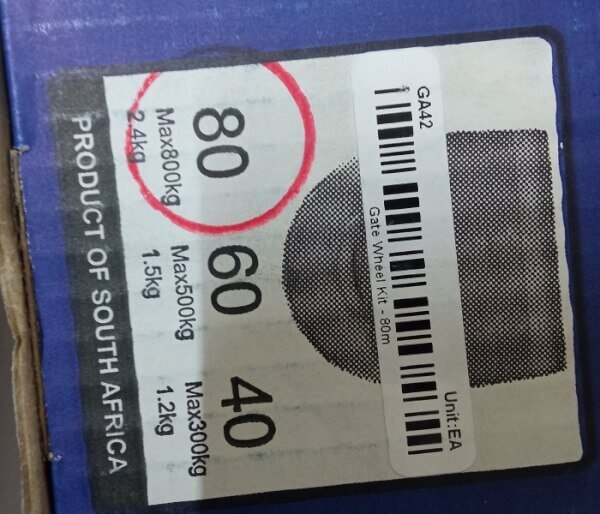 GA42
Unit:EA
Gate Wheel Kit - 80m
80
Max800kg
2.4kg
60
Max500kg
1.5kg
40
Max300kg
1.2kg
PRODUCT OF SOUTH AFRICA